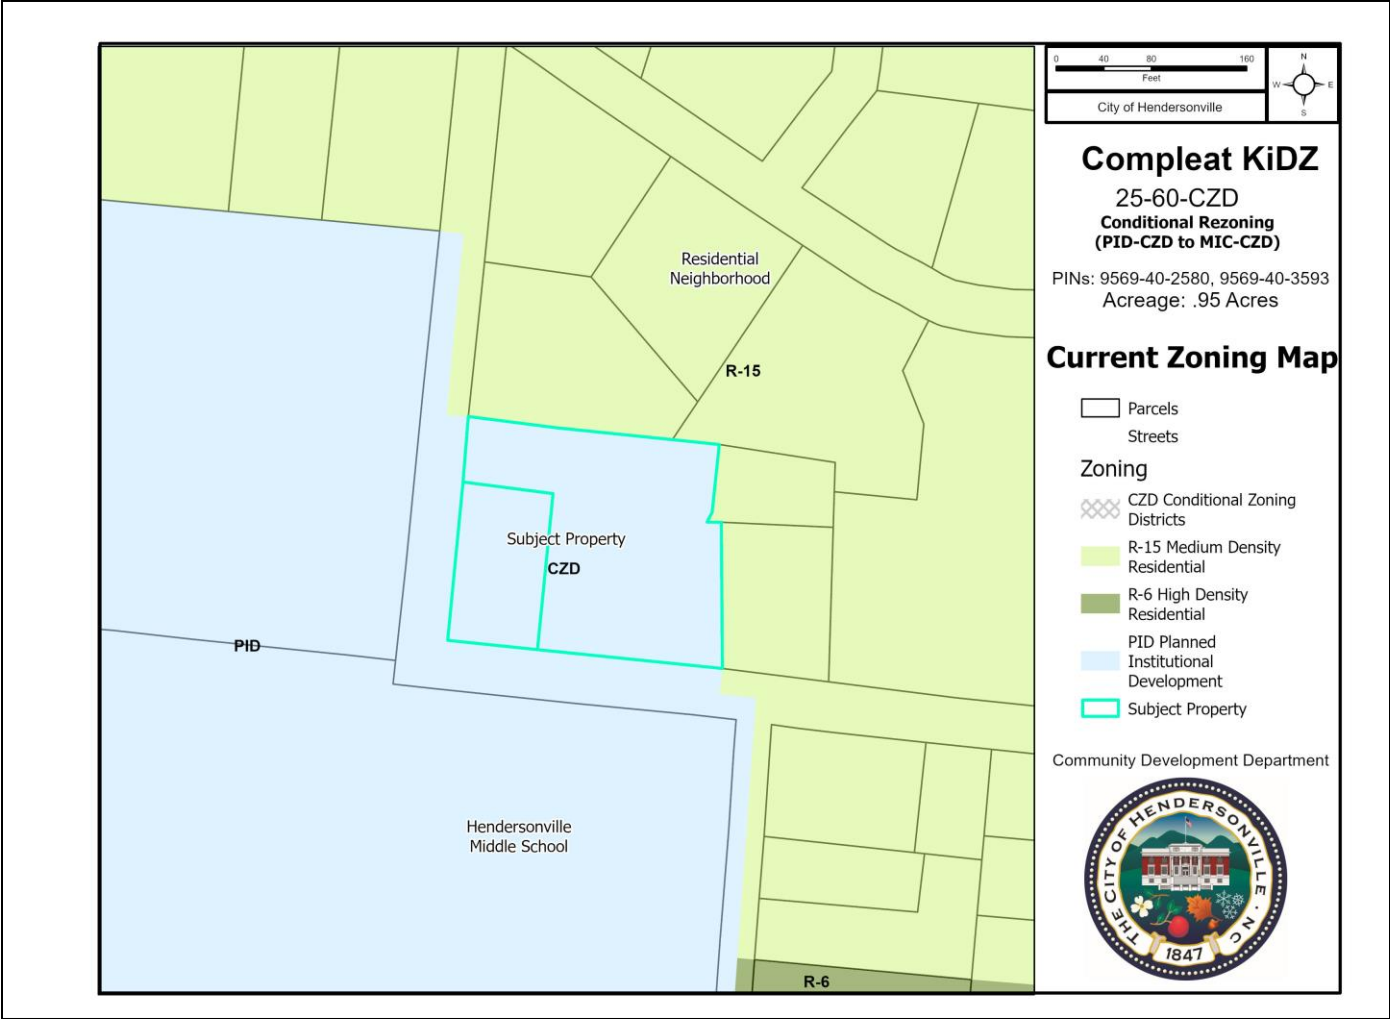 0 40 80 160
Feet
City of Hendersonville
N
W E
S
Compleat KiDZ
25-60-CZD
Conditional Rezoning
(PID-CZD to MIC-CZD)
PINs: 9569-40-2580, 9569-40-3593
Acreage: .95 Acres
Current Zoning Map
Parcels
Streets
Zoning
CZD Conditional Zoning
Districts
R-15 Medium Density
Residential
R-6 High Density
Residential
PID Planned
Institutional
Development
Subject Property
Community Development Department
THE CITY OF HENDERSONVILLE · NC
1847
Residential
Neighborhood
R-15
Subject Property
CZD
PID
Hendersonville
Middle School
R-6